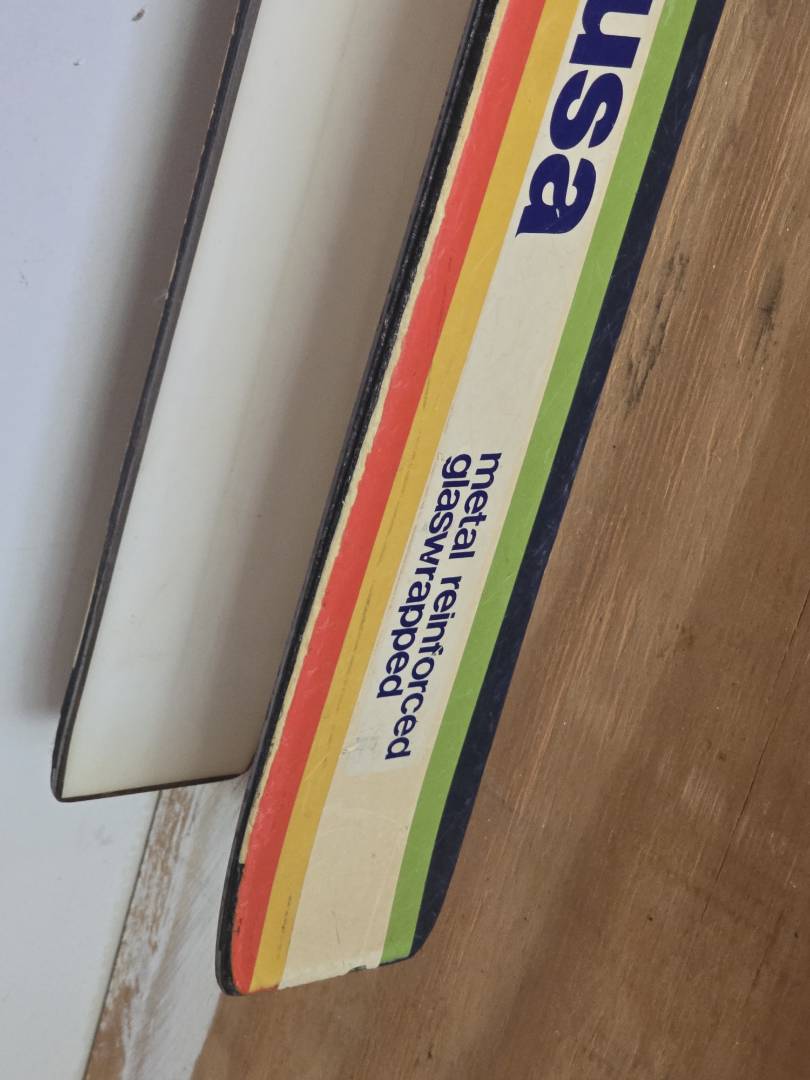 usa
metal reinforced
glaswrapped